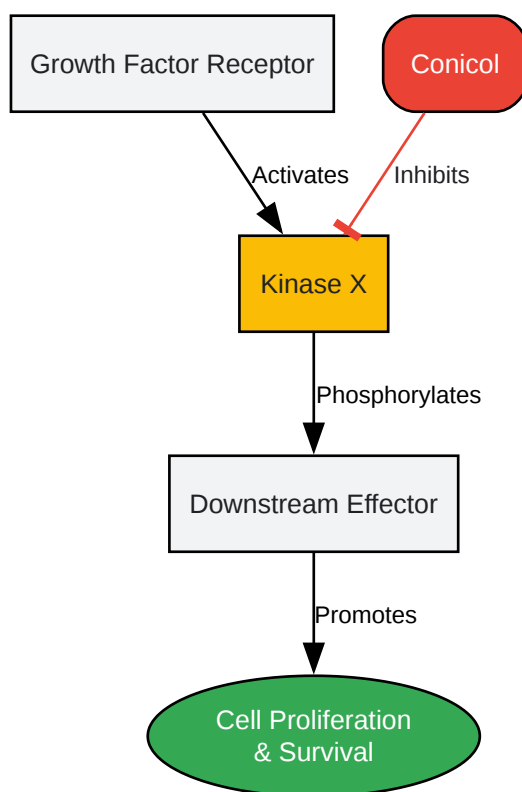 Growth Factor Receptor
Conicol
Activates
Inhibits
Kinase X
Phosphorylates
Downstream Effector
Promotes
Cell Proliferation
& Survival